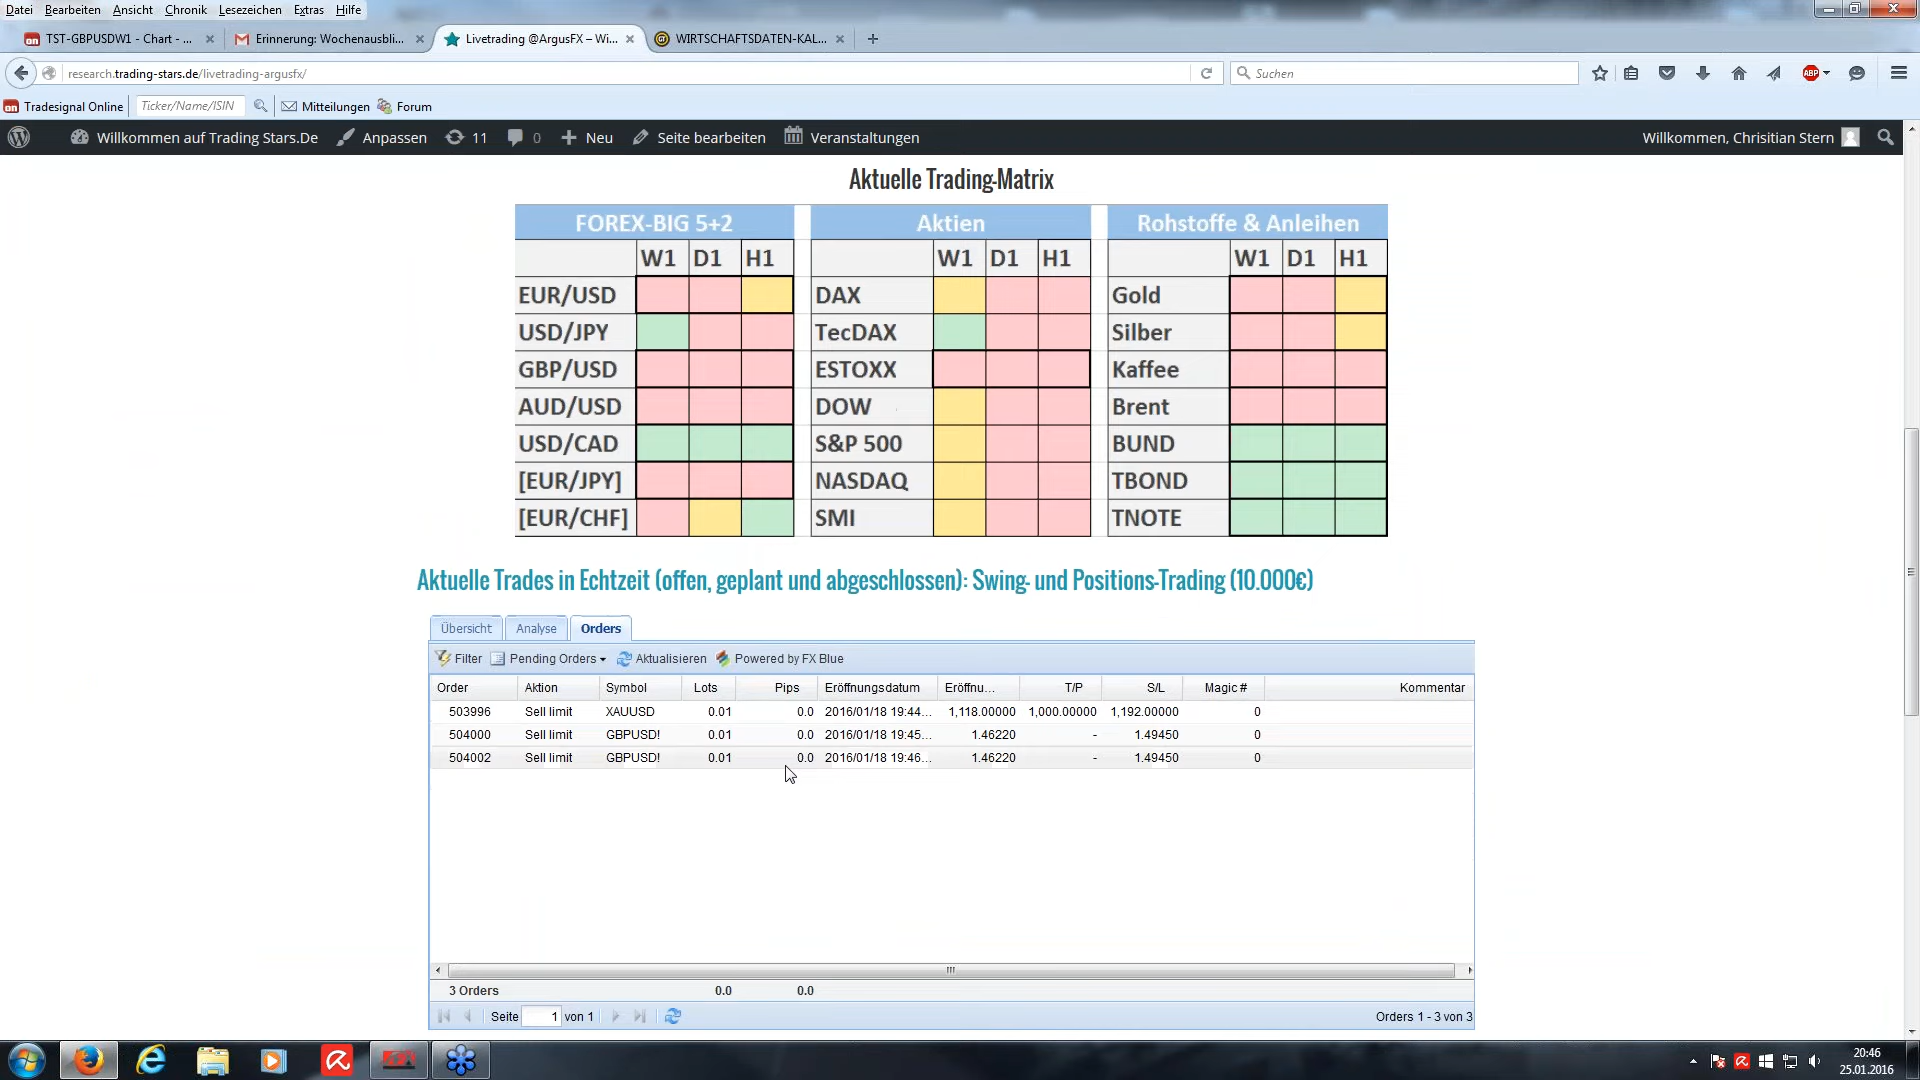 Datei Bearbeiten Ansicht Chronik Lesezeichen Extras Hilfe
TST-GBPUSDW1 - Chart - ... Erinnerung: Wochenausbli... Livetrading @ArgusFX – Wi... WIRTSCHAFTSDATEN-KAL...
research.trading-stars.de/livetrading-argusfx/ Suchen ABP
on Tradesignal Online Ticker/Name/ISIN Mitteilungen Forum
Willkommen auf Trading Stars.De Anpassen 11 0 Neu Seite bearbeiten Veranstaltungen Willkommen, Chrisitian Stern
Aktuelle Trading-Matrix
FOREX-BIG 5+2 Aktien Rohstoffe & Anleihen
W1 D1 H1 W1 D1 H1 W1 D1 H1
EUR/USD DAX Gold
USD/JPY TecDAX Silber
GBP/USD ESTOXX Kaffee
AUD/USD DOW Brent
USD/CAD S&P 500 BUND
[EUR/JPY] NASDAQ TBOND
[EUR/CHF] SMI TNOTE
Aktuelle Trades in Echtzeit (offen, geplant und abgeschlossen): Swing- und Positions-Trading (10.000€)
Übersicht Analyse Orders
Filter Pending Orders Aktualisieren Powered by FX Blue
Order Aktion Symbol Lots Pips Eröffnungsdatum Eröffnu... T/P S/L Magic # Kommentar
503996 Sell limit XAUUSD 0.01 0.0 2016/01/18 19:44... 1,118.00000 1,000.00000 1,192.00000 0
504000 Sell limit GBPUSD! 0.01 0.0 2016/01/18 19:45... 1.46220 - 1.49450 0
504002 Sell limit GBPUSD! 0.01 0.0 2016/01/18 19:46... 1.46220 - 1.49450 0
3 Orders 0.0 0.0
Seite 1 von 1 Orders 1 - 3 von 3
20:46
25.01.2016